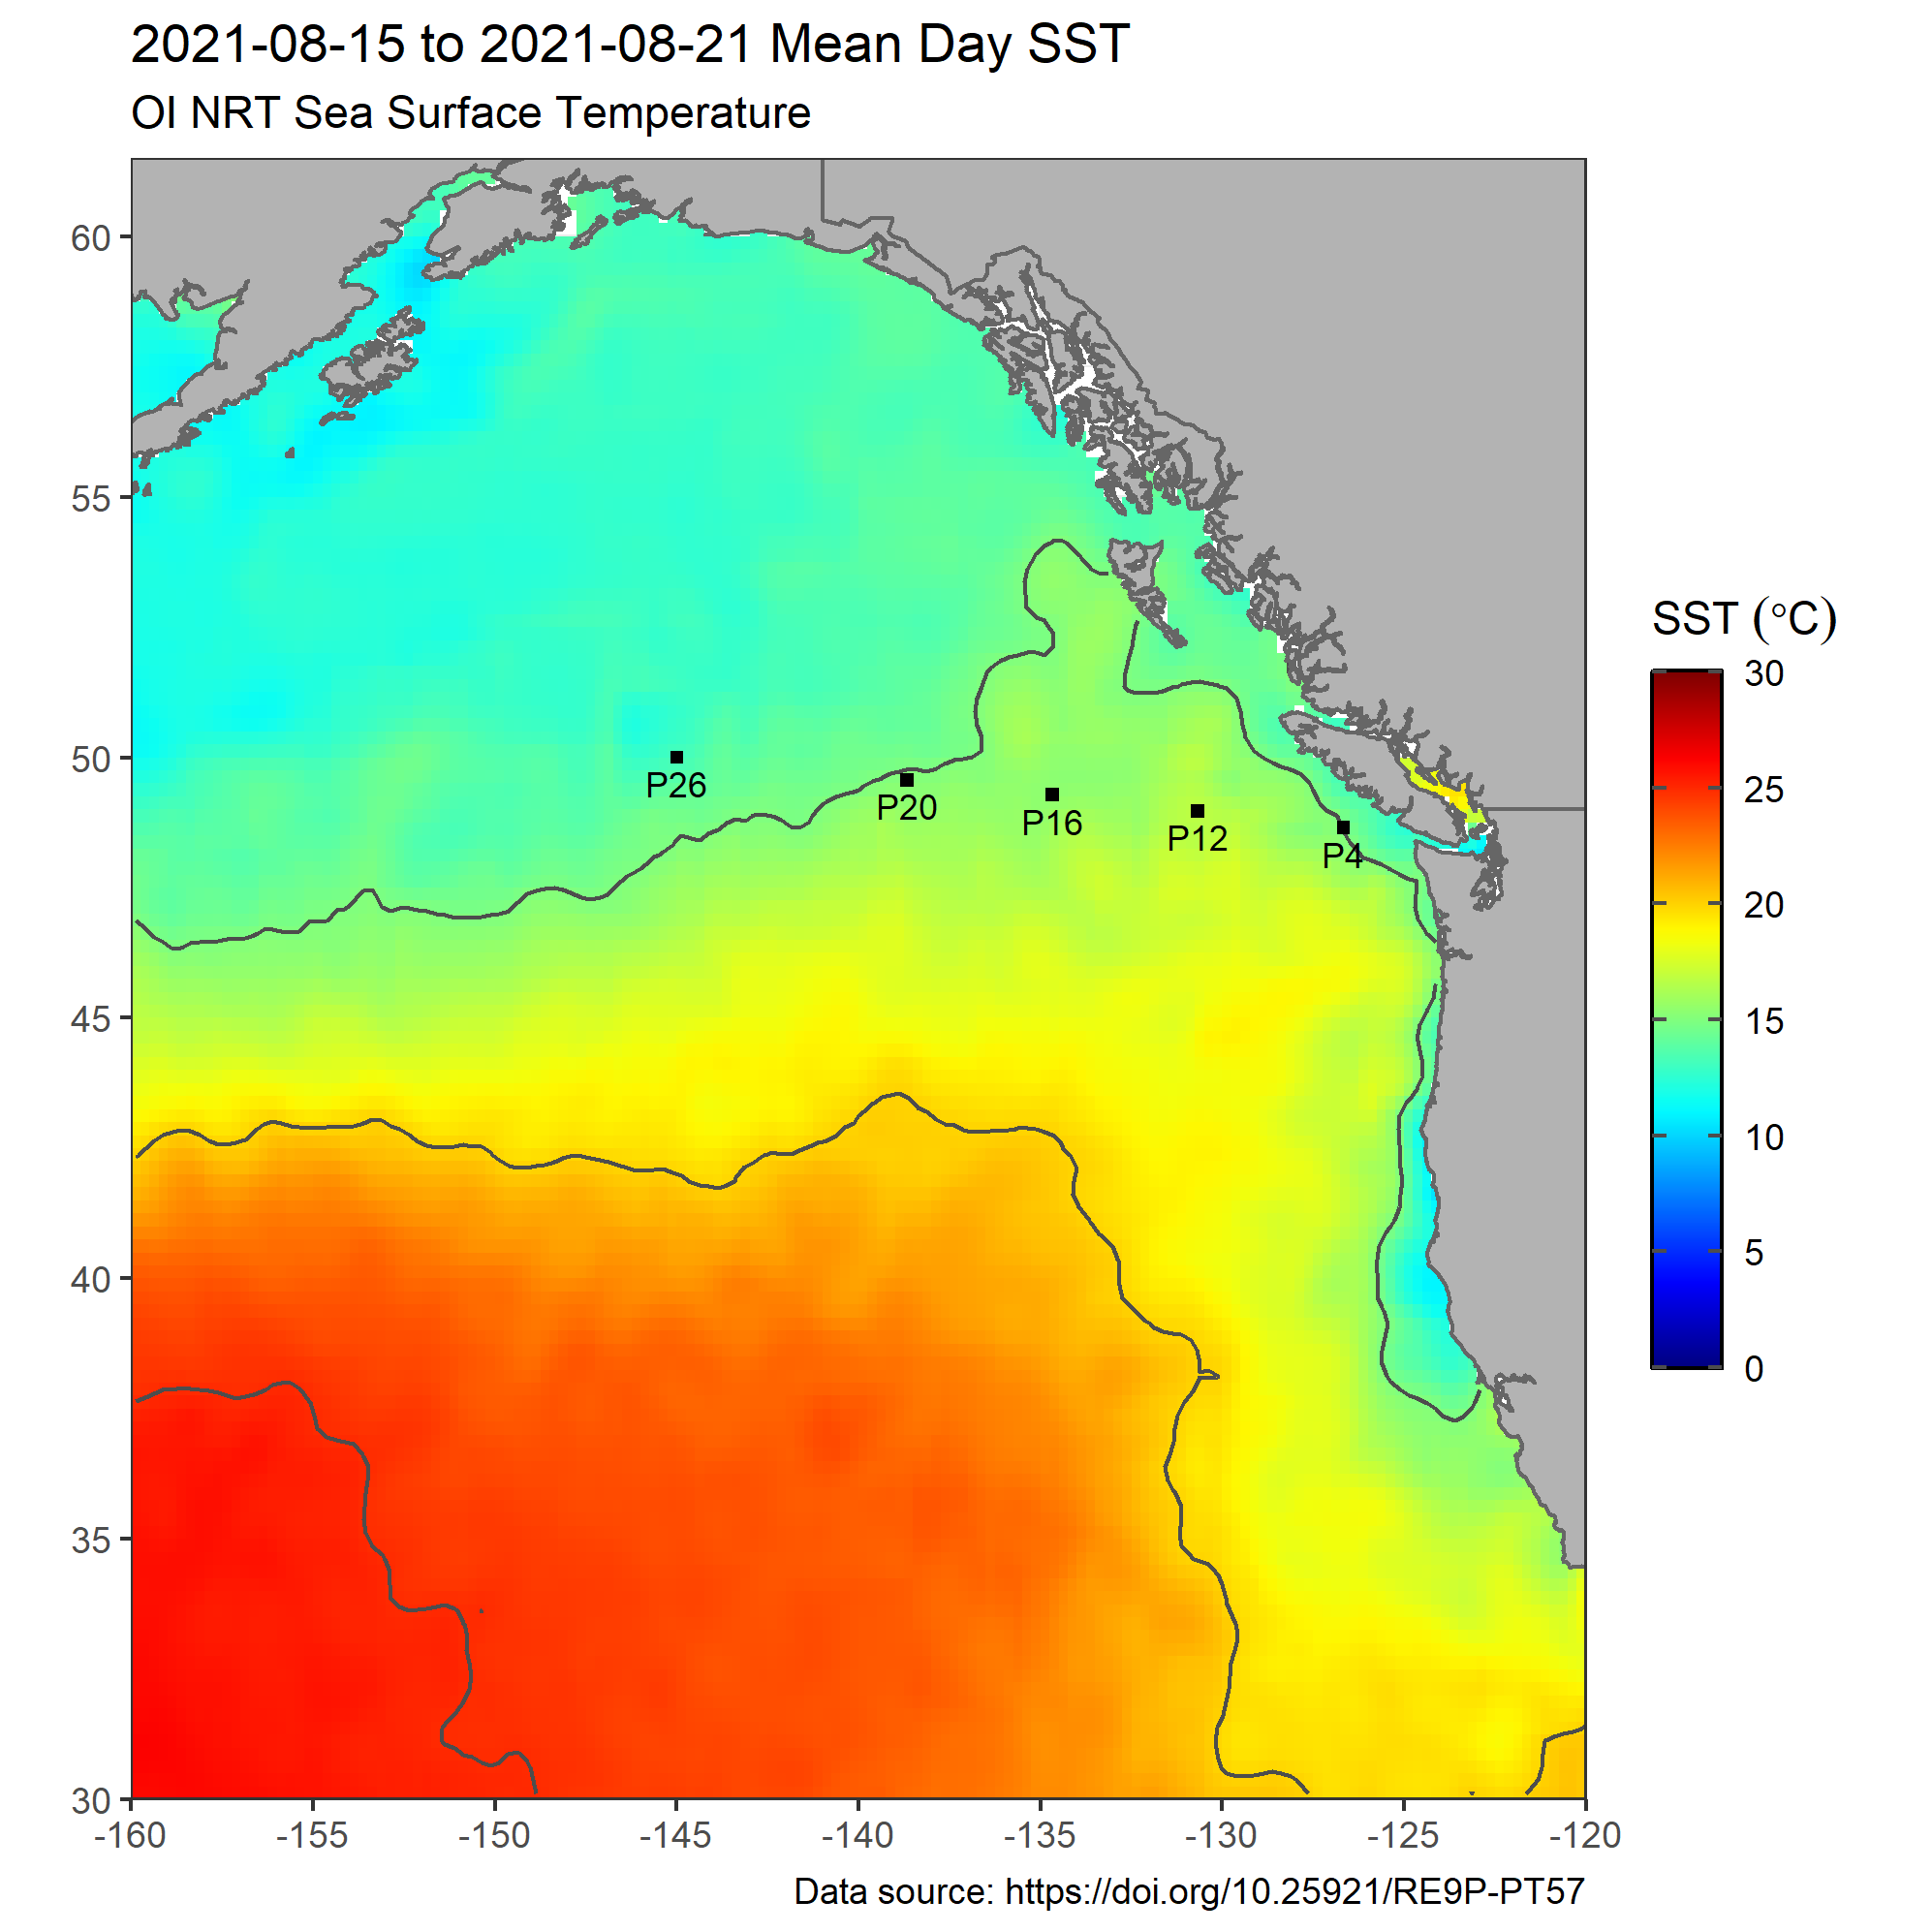 2021-08-15 to 2021-08-21 Mean Day SST
OI NRT Sea Surface Temperature
60
55
50
45
40
35
30
P26
P20
P16
P12
P4
-160
-155
-150
-145
-140
-135
-130
-125
-120
SST (°C)
30
25
20
15
10
5
0
Data source: https://doi.org/10.25921/RE9P-PT57